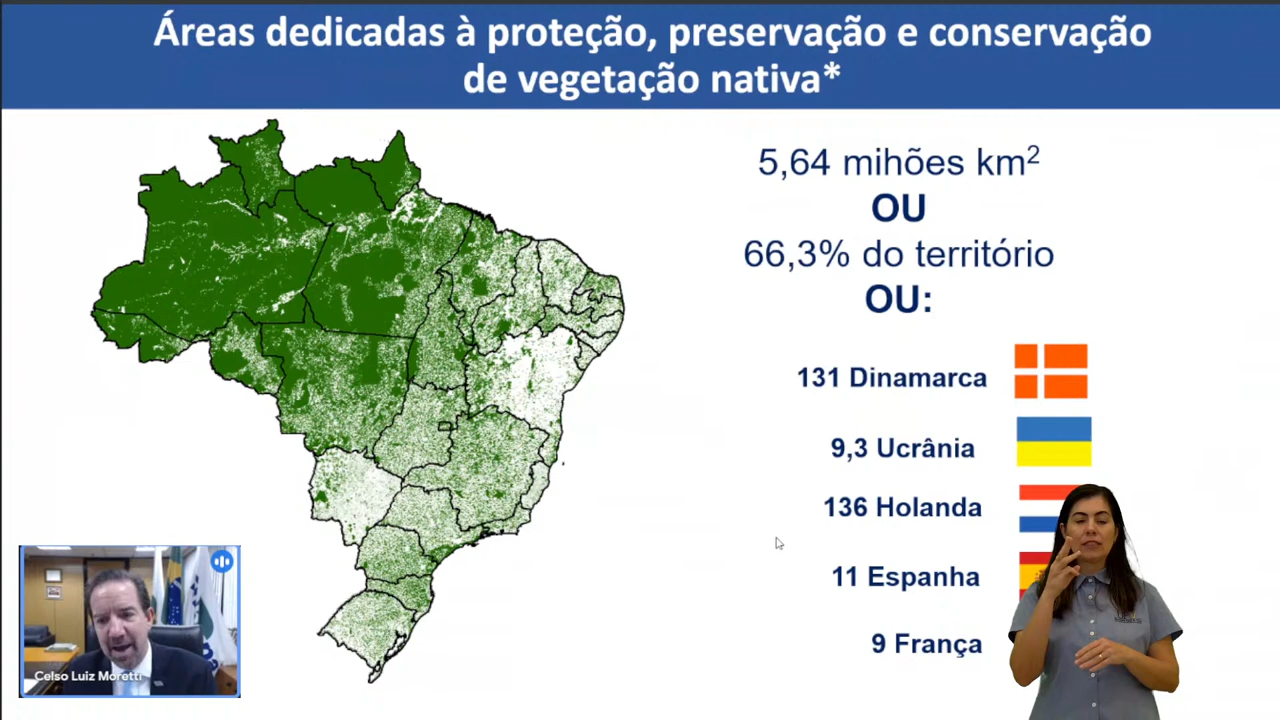 Áreas dedicadas à proteção, preservação e conservação
de vegetação nativa*
5,64 mihões km²
OU
66,3% do território
OU:
131 Dinamarca
9,3 Ucrânia
136 Holanda
11 Espanha
9 França
Celso Luiz Moretti